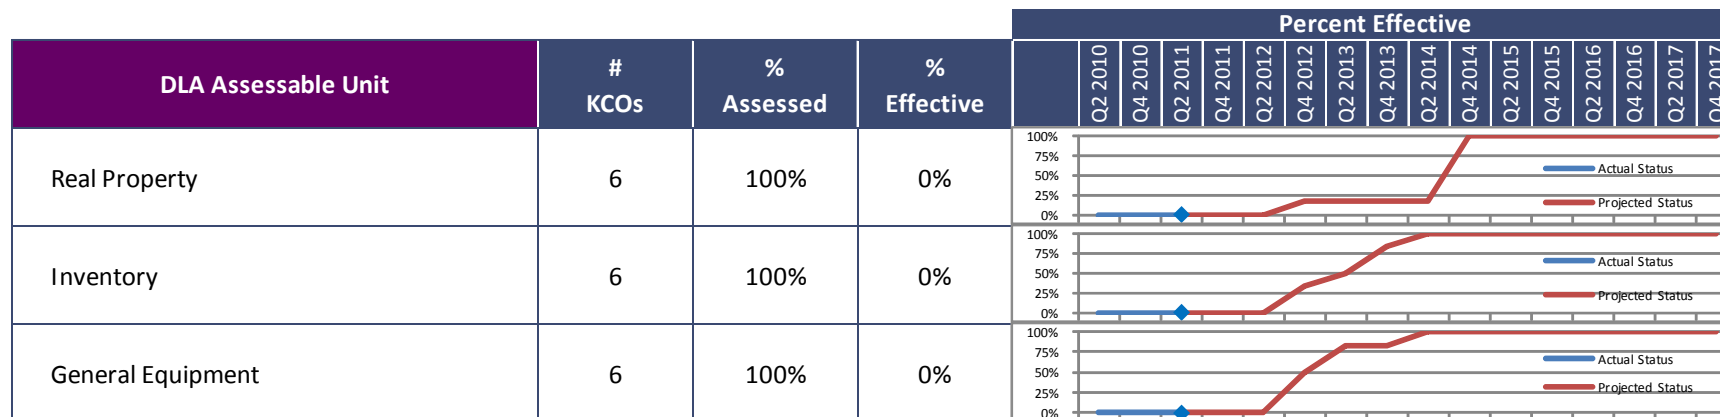 Percent Effective
DLA Assessable Unit
#
KCOs
%
Assessed
%
Effective
Q2 2010
Q4 2010
Q2 2011
Q4 2011
Q2 2012
Q4 2012
Q2 2013
Q4 2013
Q2 2014
Q4 2014
Q2 2015
Q4 2015
Q2 2016
Q4 2016
Q2 2017
Q4 2017
Real Property
6
100%
0%
100%
75%
50%
25%
0%
Actual Status
Projected Status
Inventory
6
100%
0%
100%
75%
50%
25%
0%
Actual Status
Projected Status
General Equipment
6
100%
0%
100%
75%
50%
25%
0%
Actual Status
Projected Status